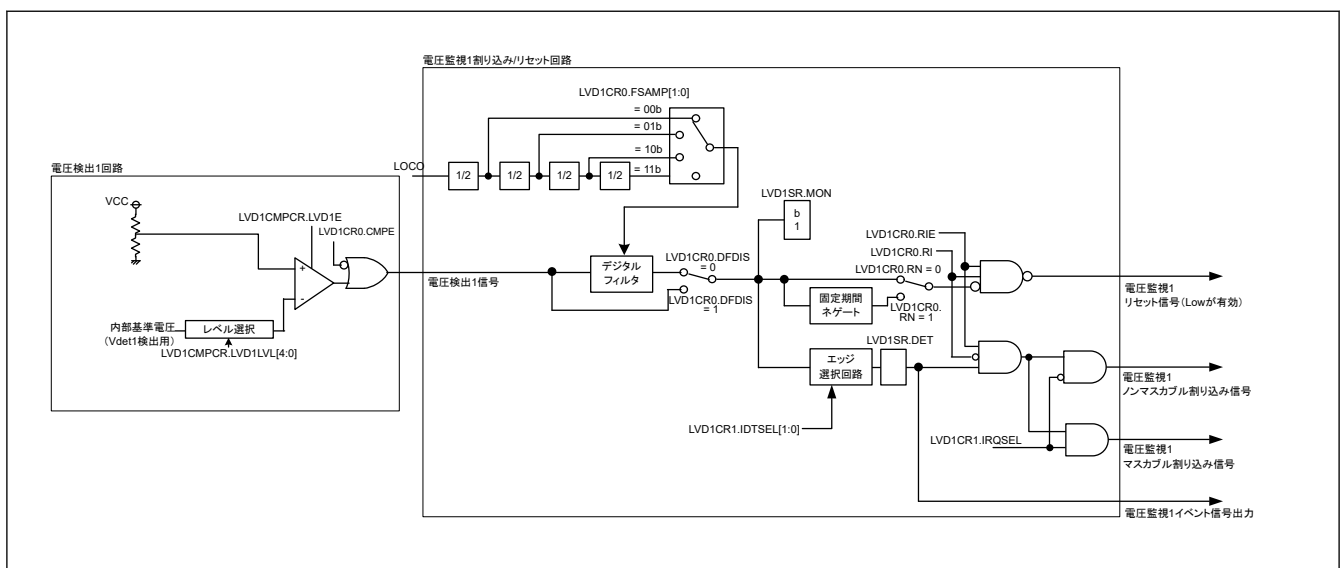 電圧監視1割り込み/リセット回路
LVD1CR0.FSAMP[1:0]
= 00b
= 01b
= 10b
= 11b
LOCO
1/2
1/2
1/2
1/2
電圧検出1回路
VCC
LVD1CMPCR.LVD1E
LVD1CR0.CMPE
+
-
内部基準電圧
(Vdet1検出用)
レベル選択
LVD1CMPCR.LVD1LVL[4:0]
電圧検出1信号
デジタル
フィルタ
LVD1CR0.DFDIS
= 0
LVD1CR0.DFDIS
= 1
LVD1SR.MON
b
1
LVD1CR0.RIE
LVD1CR0.RI
LVD1CR0.RN = 0
固定期間
ネゲート
LVD1CR0.
RN = 1
電圧監視1
リセット信号(Lowが有効)
LVD1SR.DET
エッジ
選択回路
LVD1CR1.IDTSEL[1:0]
LVD1CR1.IRQSEL
電圧監視1
ノンマスカブル割り込み信号
電圧監視1
マスカブル割り込み信号
電圧監視1イベント信号出力